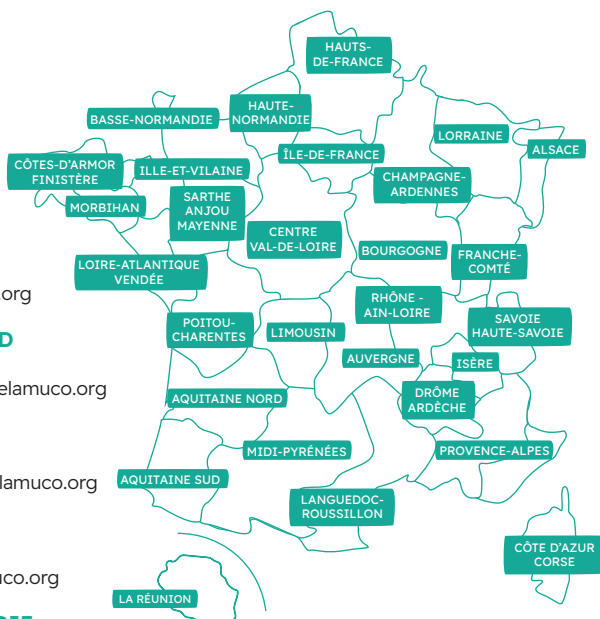 HAUTS-
DE-FRANCE
HAUTE-
NORMANDIE
BASSE-NORMANDIE
LORRAINE
ALSACE
ÎLE-DE-FRANCE
CÔTES-D'ARMOR
FINISTÈRE
ILLE-ET-VILAINE
CHAMPAGNE-
ARDENNES
MORBIHAN
SARTHE
ANJOU
MAYENNE
CENTRE
VAL-DE-LOIRE
BOURGOGNE
FRANCHE-
COMTÉ
LOIRE-ATLANTIQUE
VENDÉE
.org
RHÔNE -
AIN-LOIRE
POITOU-
CHARENTES
LIMOUSIN
SAVOIE
HAUTE-SAVOIE
D
AUVERGNE
ISÈRE
elamuco.org
AQUITAINE NORD
DRÔME
ARDÈCHE
MIDI-PYRÉNÉES
PROVENCE-ALPES
lamuco.org
AQUITAINE SUD
LANGUEDOC-
ROUSSILLON
CÔTE D'AZUR
CORSE
uco.org
LA RÉUNION